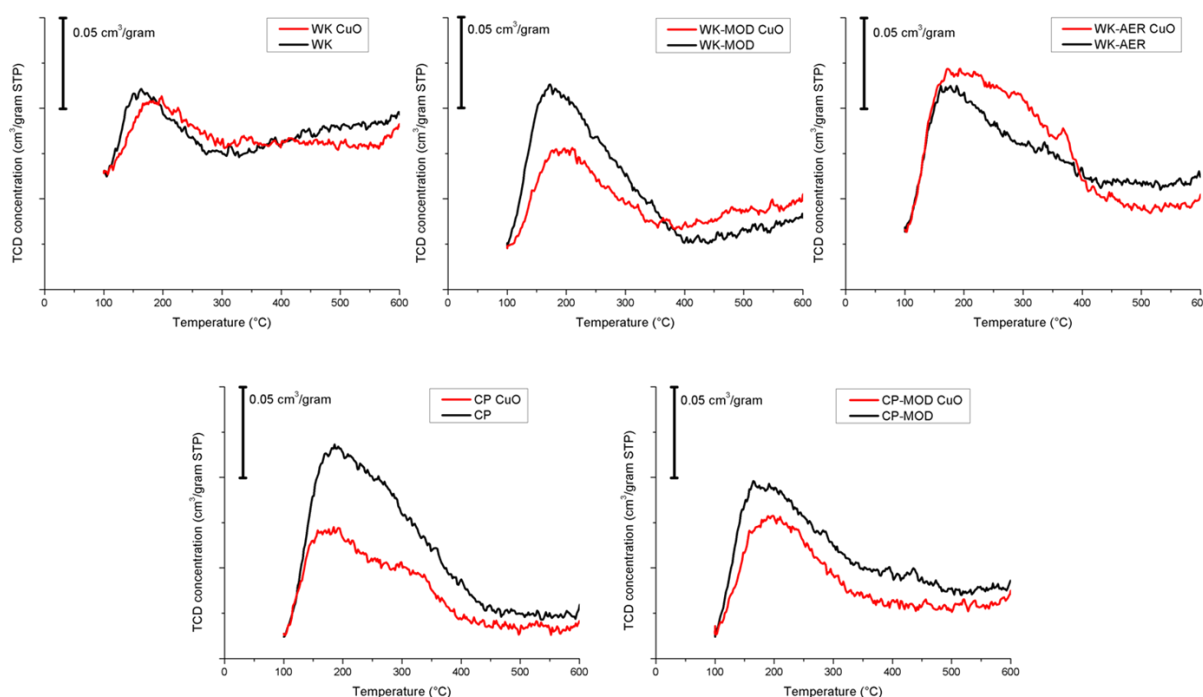 0.05 cm³/gram
WK CuO
WK
TCD concentration (cm³/gram STP)
0 100 200 300 400 500 600
Temperature (°C)
0.05 cm³/gram
WK-MOD CuO
WK-MOD
TCD concentration (cm³/gram STP)
0 100 200 300 400 500 600
Temperature (°C)
0.05 cm³/gram
WK-AER CuO
WK-AER
TCD concentration (cm³/gram STP)
0 100 200 300 400 500 600
Temperature (°C)
0.05 cm³/gram
CP CuO
CP
TCD concentration (cm³/gram STP)
0 100 200 300 400 500 600
Temperature (°C)
0.05 cm³/gram
CP-MOD CuO
CP-MOD
TCD concentration (cm³/gram STP)
0 100 200 300 400 500 600
Temperature (°C)